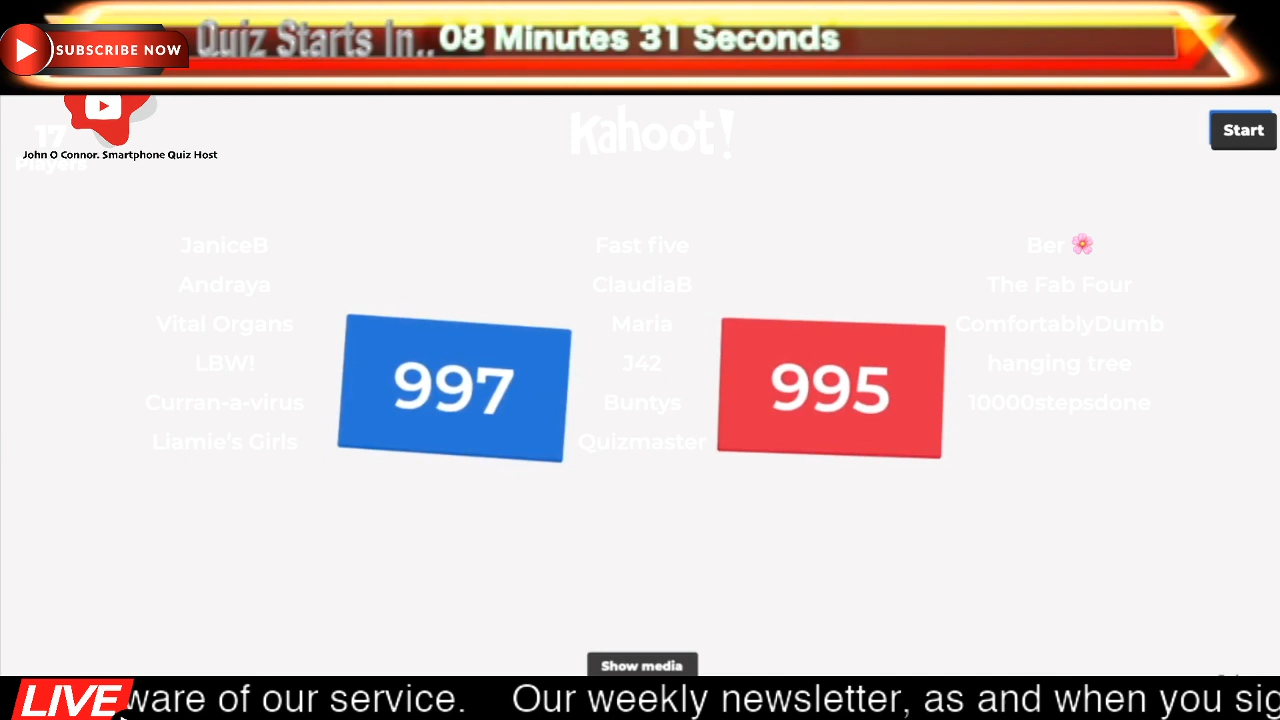 Quiz Starts In.. 08 Minutes 31 Seconds
SUBSCRIBE NOW
17
Players
John O Connor. Smartphone Quiz Host
Kahoot!
Start
JaniceB Fast five Ber 🌸
Andraya ClaudiaB The Fab Four
Vital Organs Maria ComfortablyDumb
LBW! J42 hanging tree
Curran-a-virus Buntys 10000stepsdone
Liamie's Girls Quizmaster
997 995
Show media
LIVE ware of our service. Our weekly newsletter, as and when you sig